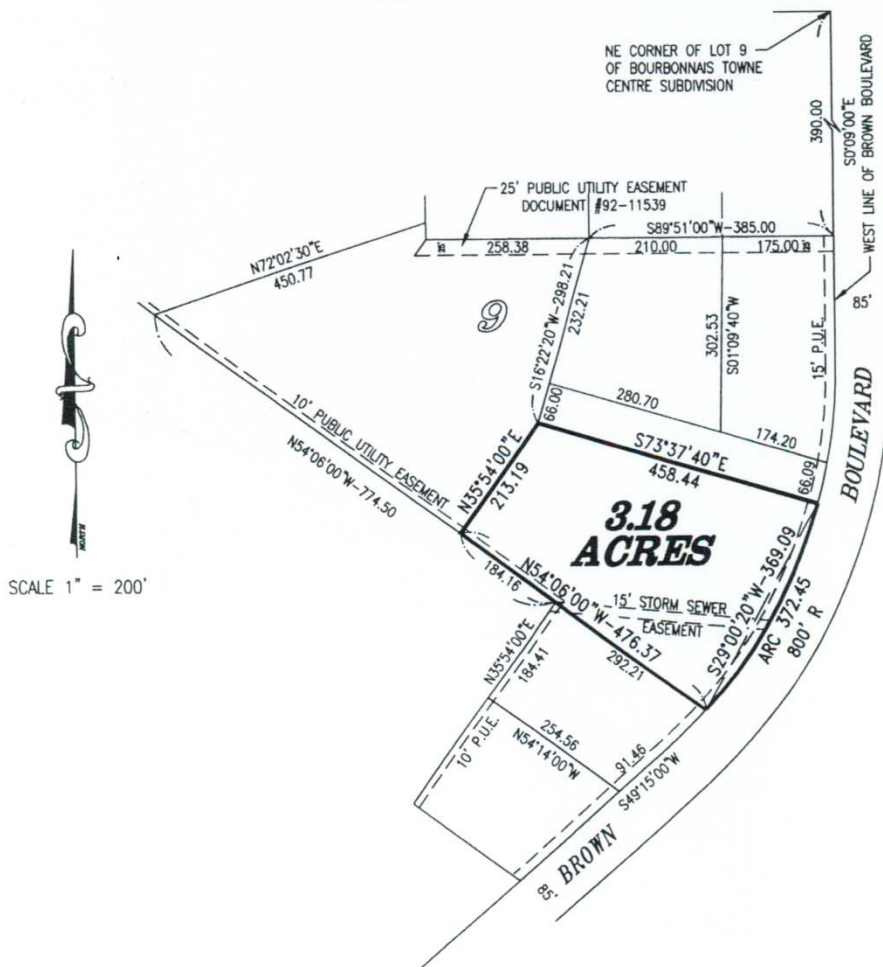 NE CORNER OF LOT 9
OF BOURBONNAIS TOWNE
CENTRE SUBDIVISION
390.00
S0°09'00"E
WEST LINE OF BROWN BOULEVARD
25' PUBLIC UTILITY EASEMENT
DOCUMENT #92-11539
S89°51'00"W-385.00
258.38
210.00
175.00
N72°02'30"E
450.77
9
S16°22'20"W-298.21
232.21
302.53
S01°09'40"W
15' P.U.E.
85'
10' PUBLIC UTILITY EASEMENT
N54°06'00"W-774.50
66.00
280.70
174.20
66.09
BOULEVARD
N35°54'00"E
213.19
S73°37'40"E
458.44
3.18
ACRES
NORTH
SCALE 1" = 200'
184.16
N54°06'00"W-476.37
292.21
15' STORM SEWER
EASEMENT
S29°00'20"W-369.09
ARC 372.45
800' R
N35°54'00"E
184.41
10' P.U.E.
254.56
N54°14'00"W
91.46
S49°15'00"W
85'
BROWN